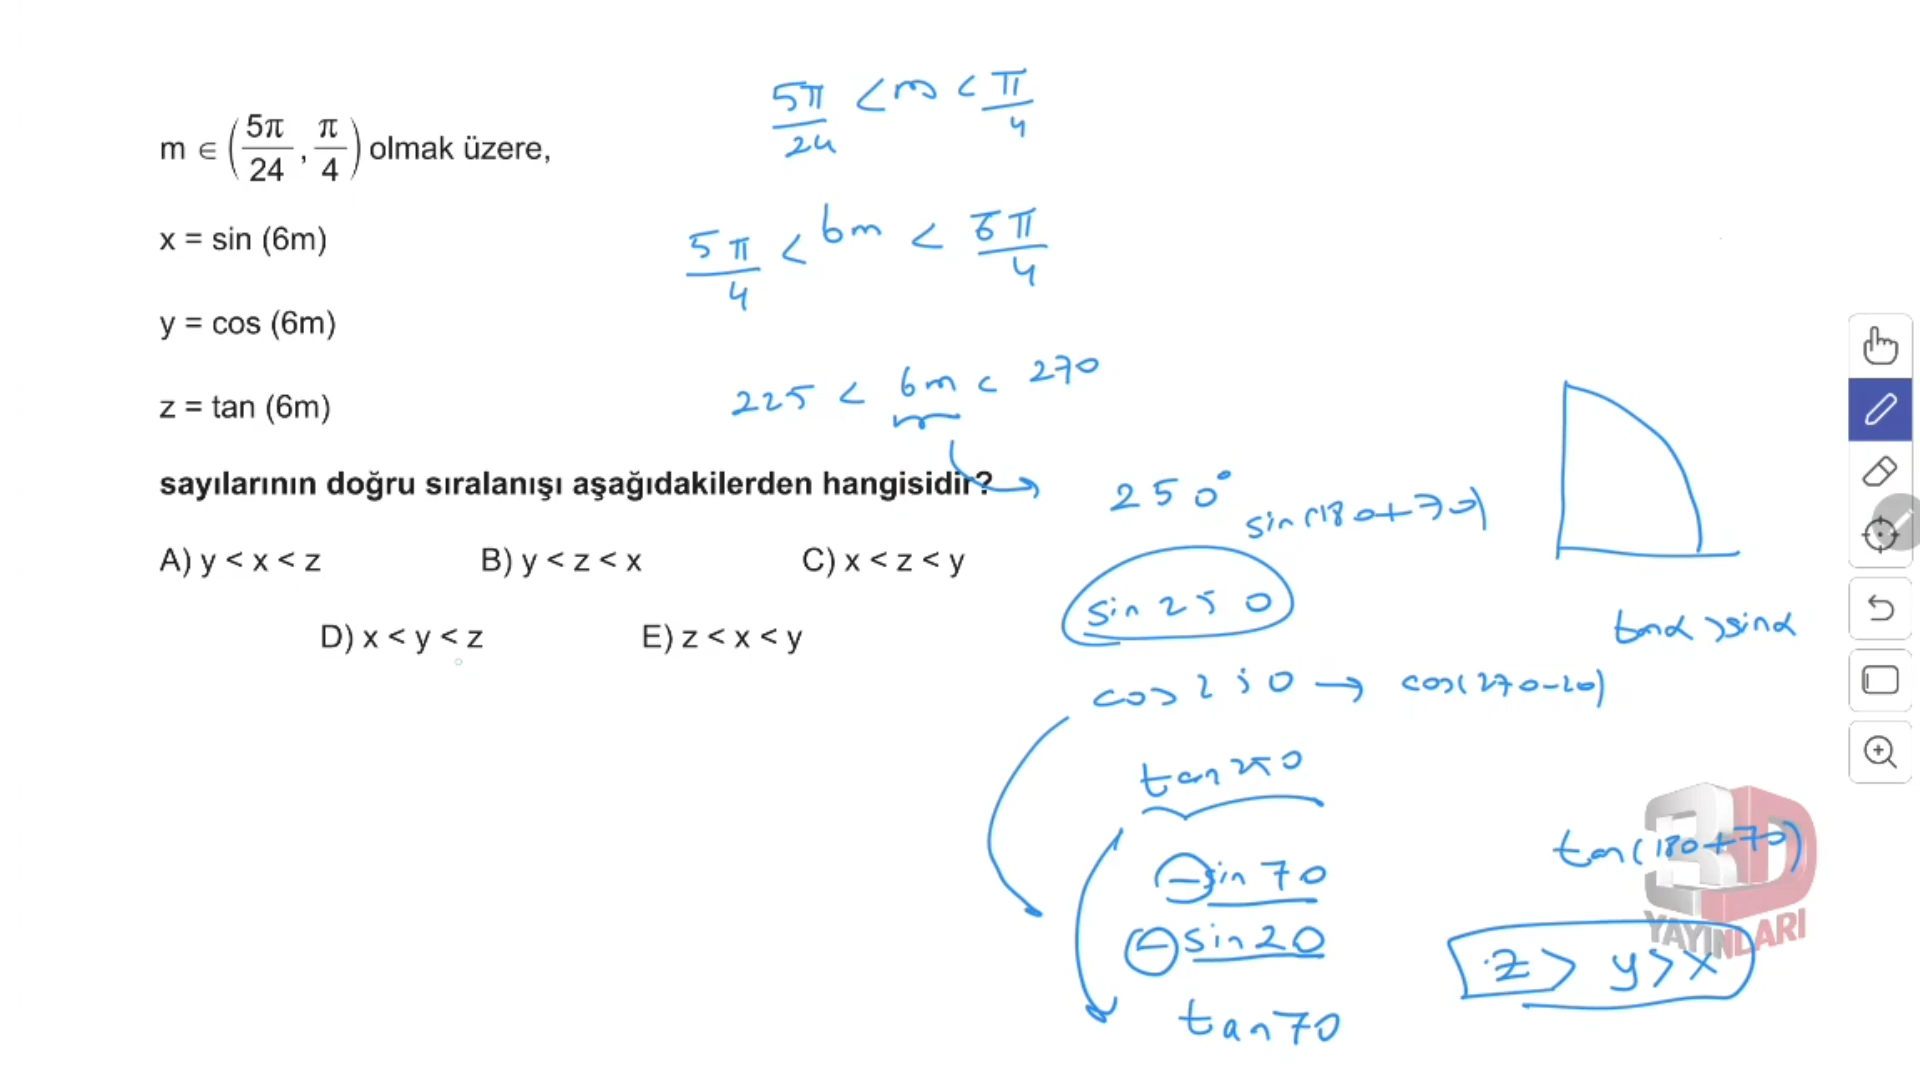 m ∈ (5π/24, π/4) olmak üzere,
x = sin (6m)
y = cos (6m)
z = tan (6m)
sayılarının doğru sıralanışı aşağıdakilerden hangisidir?
A) y < x < z B) y < z < x C) x < z < y
D) x < y < z E) z < x < y
5π/24 < m < π/4
5π/4 < 6m < 6π/4
225 < 6m < 270
250°
sin(180+70)
sin 250
cos 250 → cos(270-20)
tan 250
-sin 70
-sin 20
tan 70
tanα > sinα
tan(180+70)
z > y > x
3D
YAYINLARI